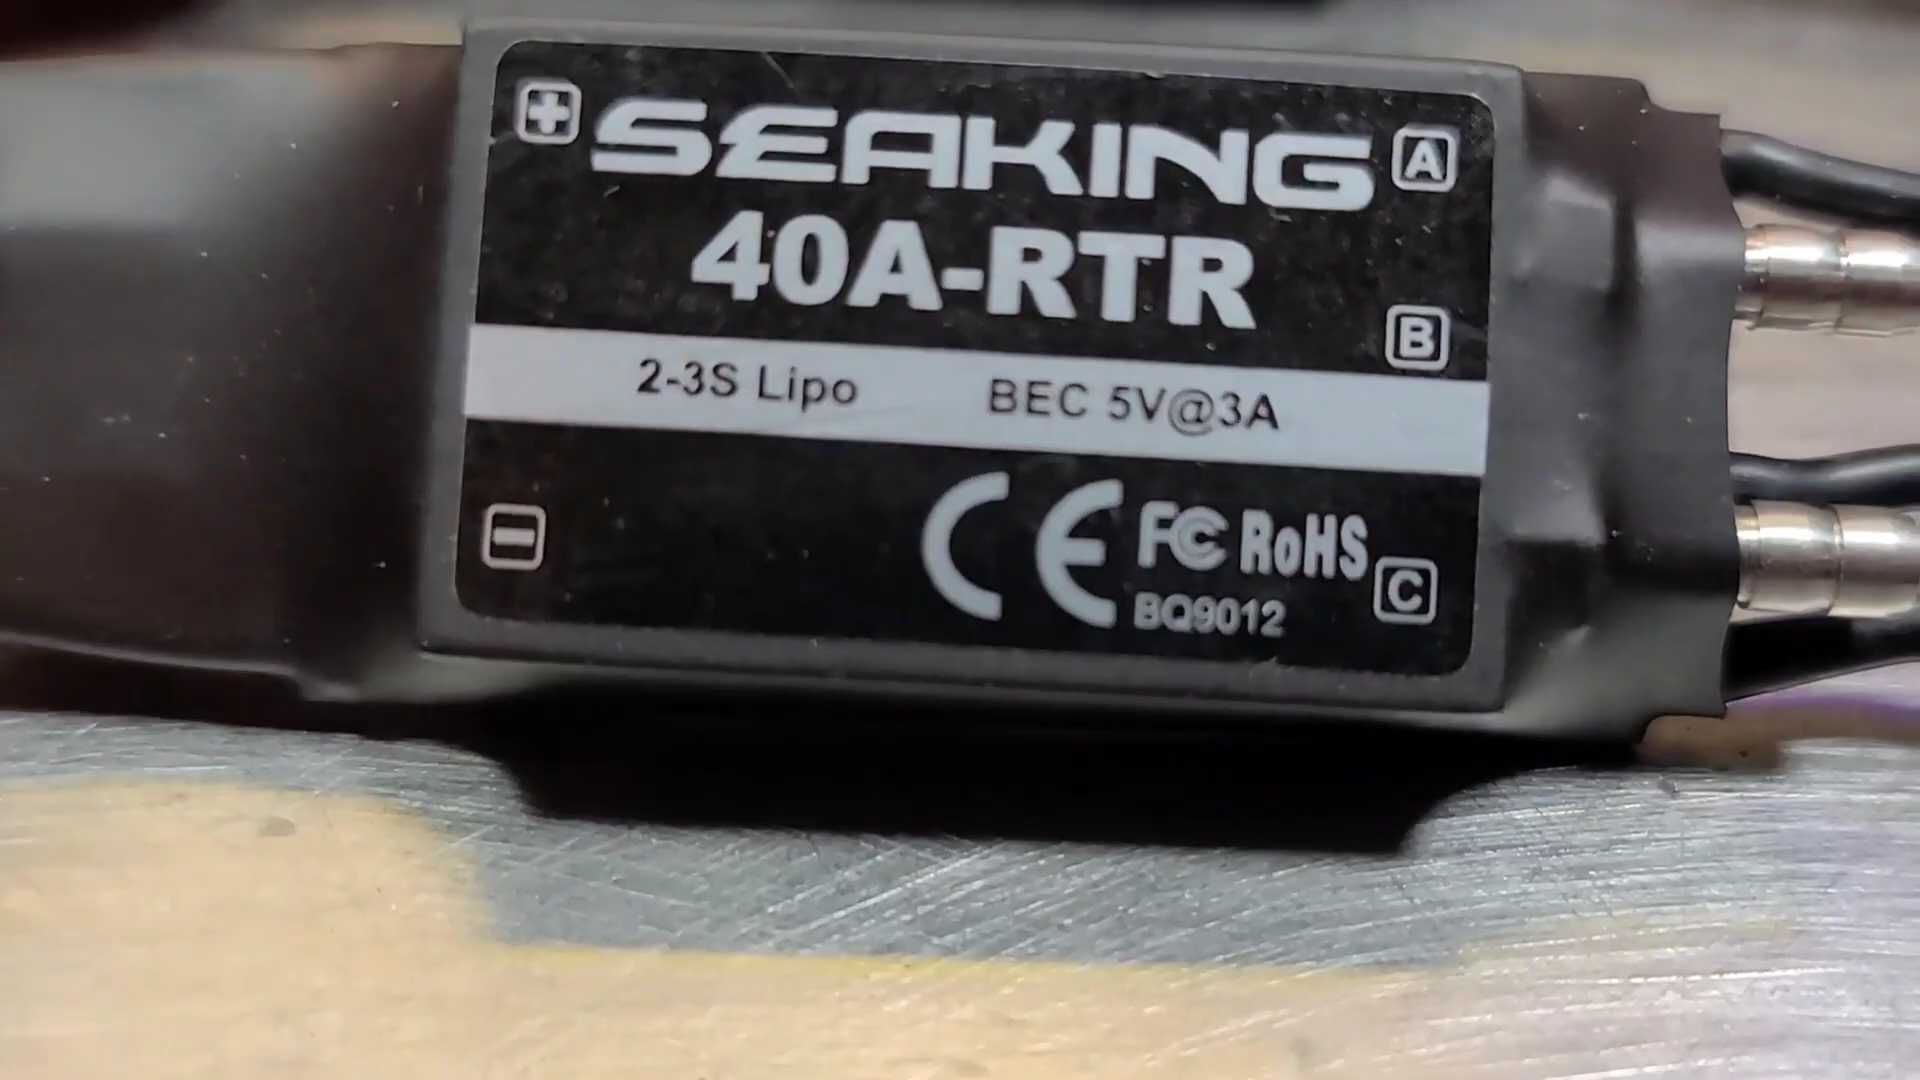 SEAKING
A
40A-RTR
B
2-3S Lipo BEC 5V@3A
CE FC RoHS
C
BQ9012